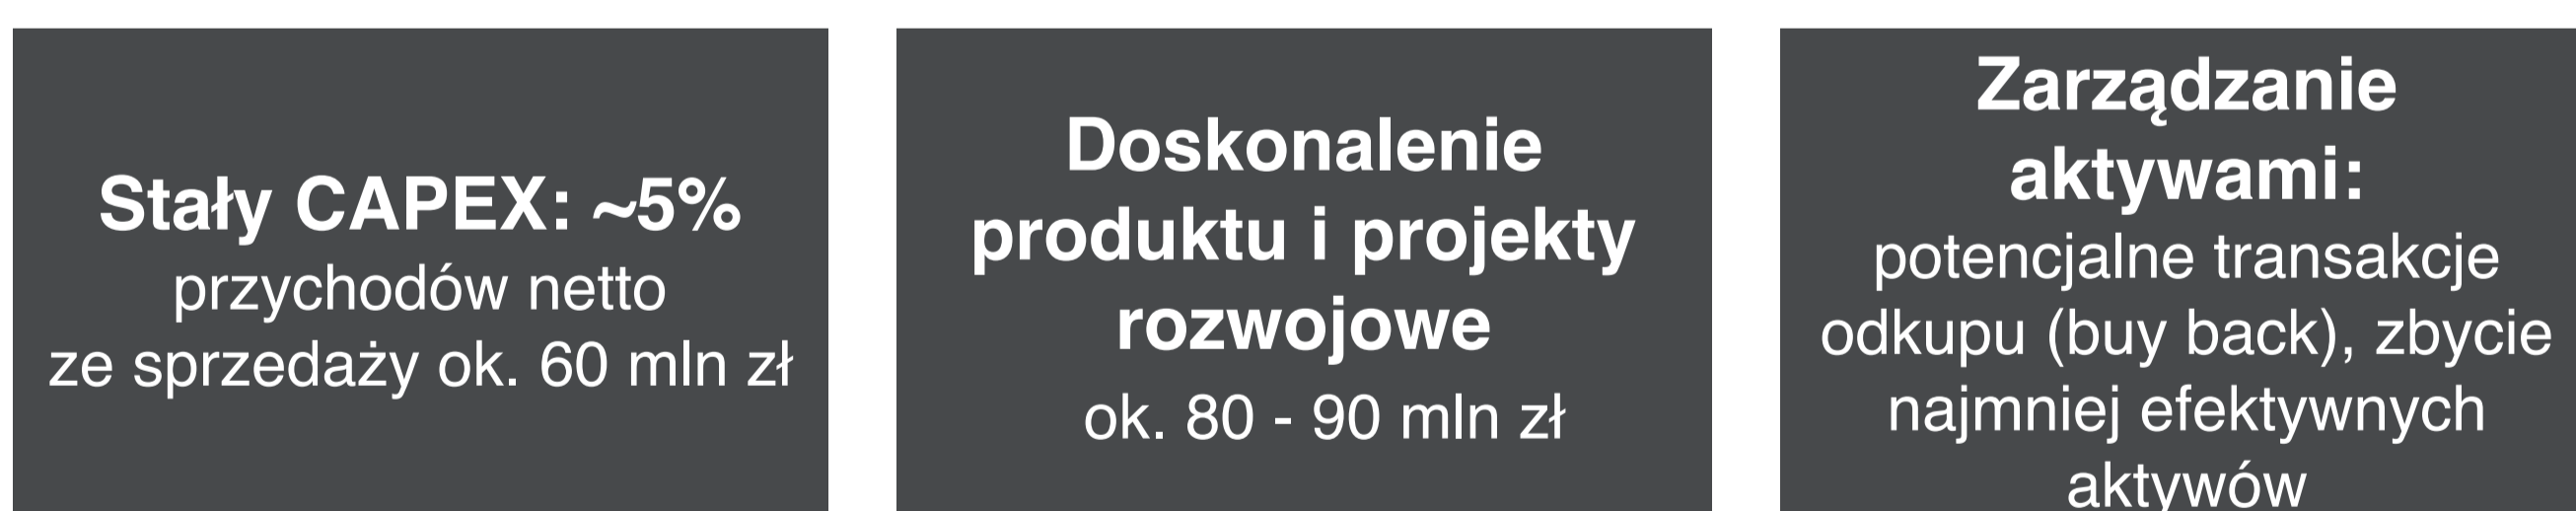 Stały CAPEX: ~5%
przychodów netto
ze sprzedaży ok. 60 mln zł
Doskonalenie
produktu i projekty
rozwojowe
ok. 80 - 90 mln zł
Zarządzanie
aktywami:
potencjalne transakcje
odkupu (buy back), zbycie
najmniej efektywnych
aktywów